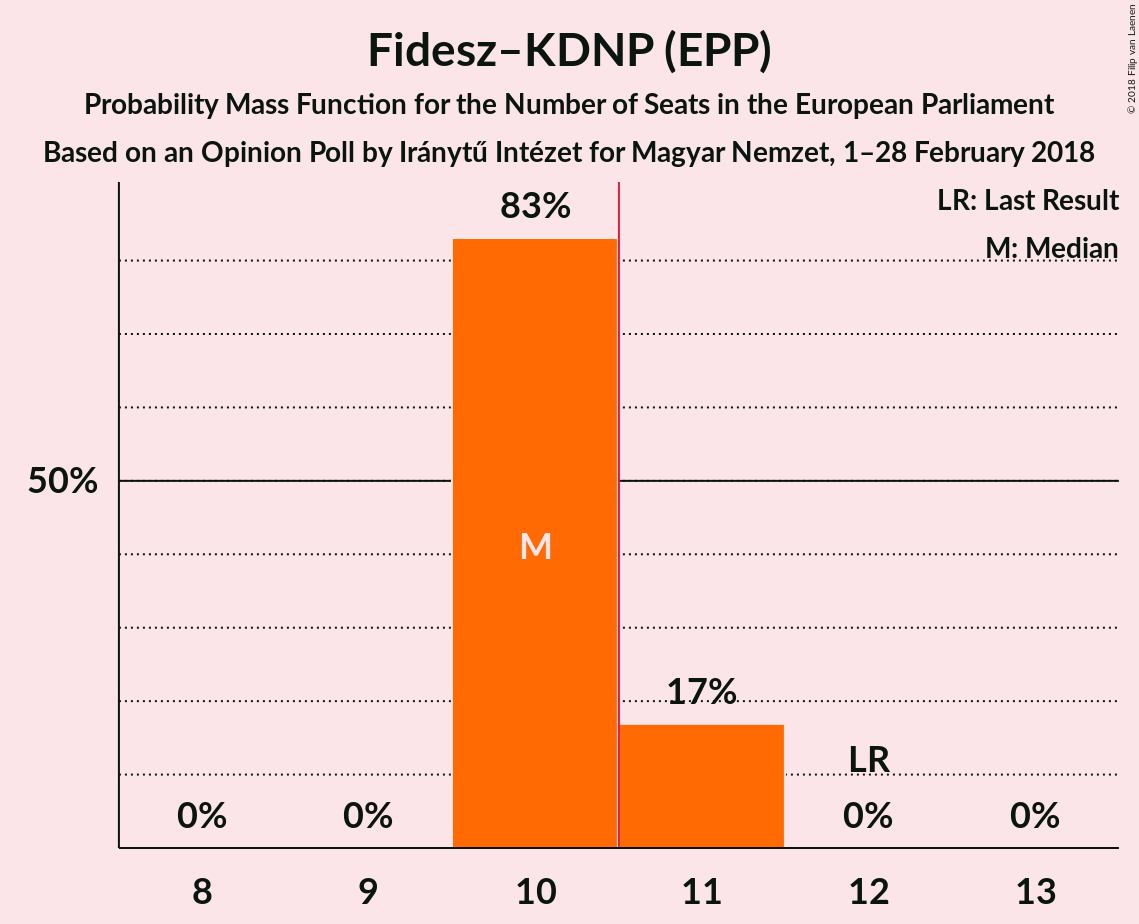 Fidesz–KDNP (EPP)
Probability Mass Function for the Number of Seats in the European Parliament
Based on an Opinion Poll by Iránytű Intézet for Magyar Nemzet, 1–28 February 2018
© 2018 Filip van Laenen
LR: Last Result
M: Median
83%
50%
M
17%
LR
0% 0% 0% 0%
8 9 10 11 12 13